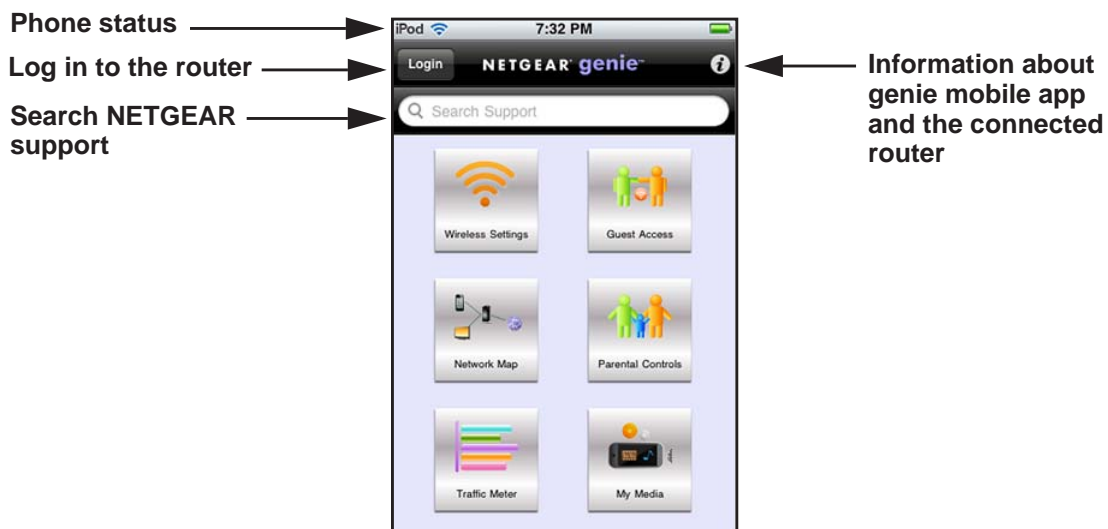 Phone status
Log in to the router
Search NETGEAR
support
iPod 7:32 PM
Login NETGEAR® genie™
Search Support
Information about
genie mobile app
and the connected
router
Wireless Settings Guest Access
Network Map Parental Controls
Traffic Meter My Media